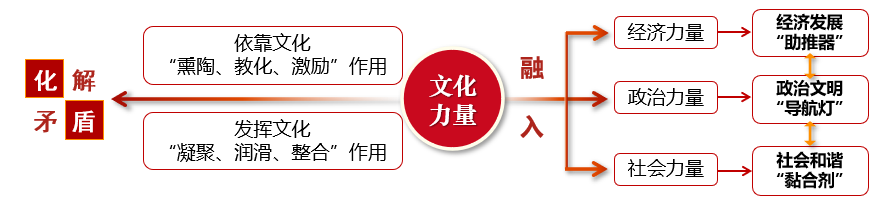 化解
矛盾
依靠文化
“熏陶、教化、激励”作用
发挥文化
“凝聚、润滑、整合”作用
文化
力量
融
入
经济力量
政治力量
社会力量
经济发展
“助推器”
政治文明
“导航灯”
社会和谐
“黏合剂”